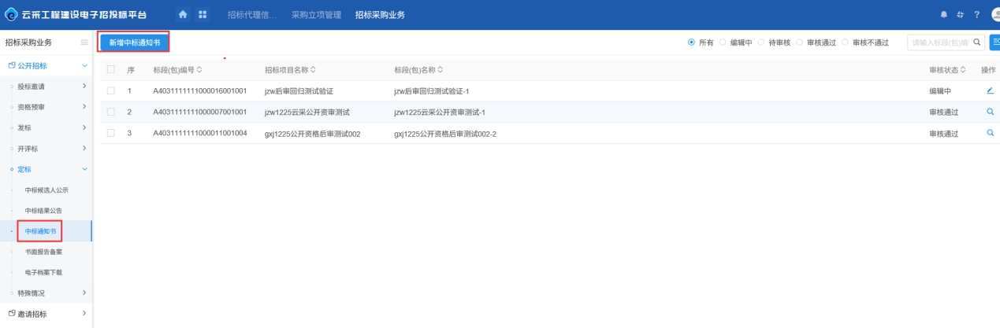 云采工程建设电子招投标平台 招标代理信... 采购立项管理 招标采购业务 ?
招标采购业务 新增中标通知书 所有 编辑中 待审核 审核通过 审核不通过 请输入标段(包)编
公开招标 序 标段(包)编号 招标项目名称 标段(包)名称 审核状态 操作
投标邀请 1 A4031111111000016001001 jzw后审回归测试验证 jzw后审回归测试验证-1 编辑中
资格预审 2 A4031111111000007001001 jzw1225云采公开资审测试 jzw1225云采公开资审测试-1 审核通过
发标 3 A4031111111000011001004 gxj1225公开资格后审测试002 gxj1225公开资格后审测试002-2 审核通过
开评标
定标
中标候选人公示
中标结果公告
中标通知书
书面报告备案
电子档案下载
特殊情况
邀请招标